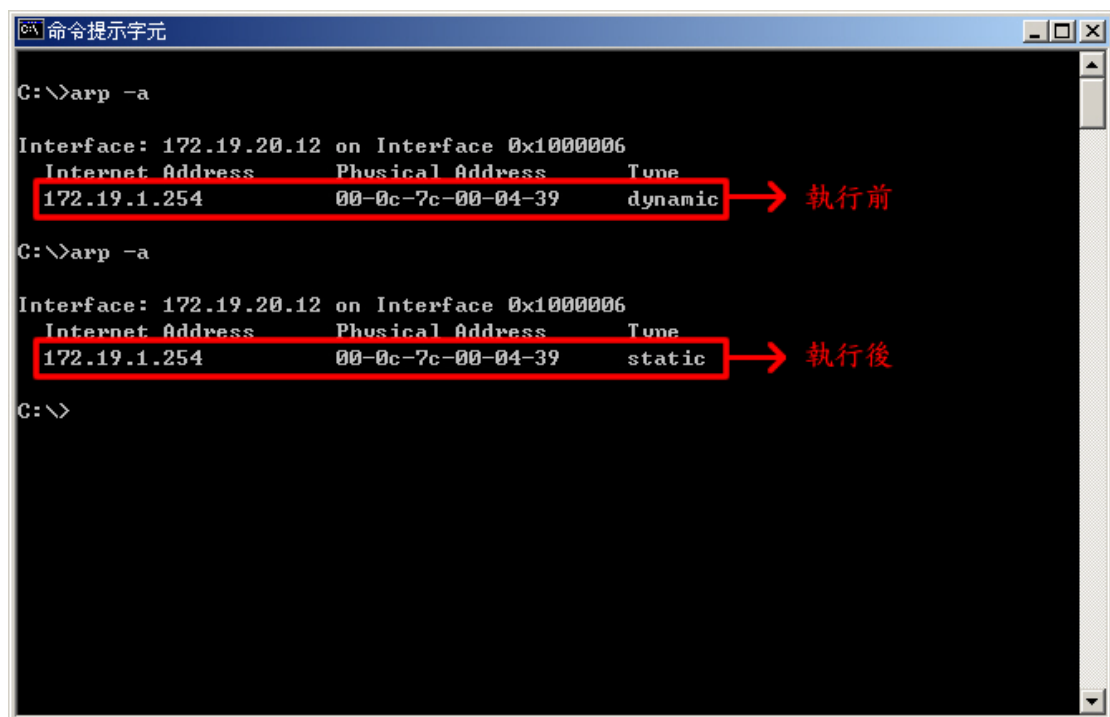 命令提示字元
C:\>arp -a
Interface: 172.19.20.12 on Interface 0x1000006
Internet Address Physical Address Type
172.19.1.254 00-0c-7c-00-04-39 dynamic 執行前
C:\>arp -a
Interface: 172.19.20.12 on Interface 0x1000006
Internet Address Physical Address Type
172.19.1.254 00-0c-7c-00-04-39 static 執行後
C:\>